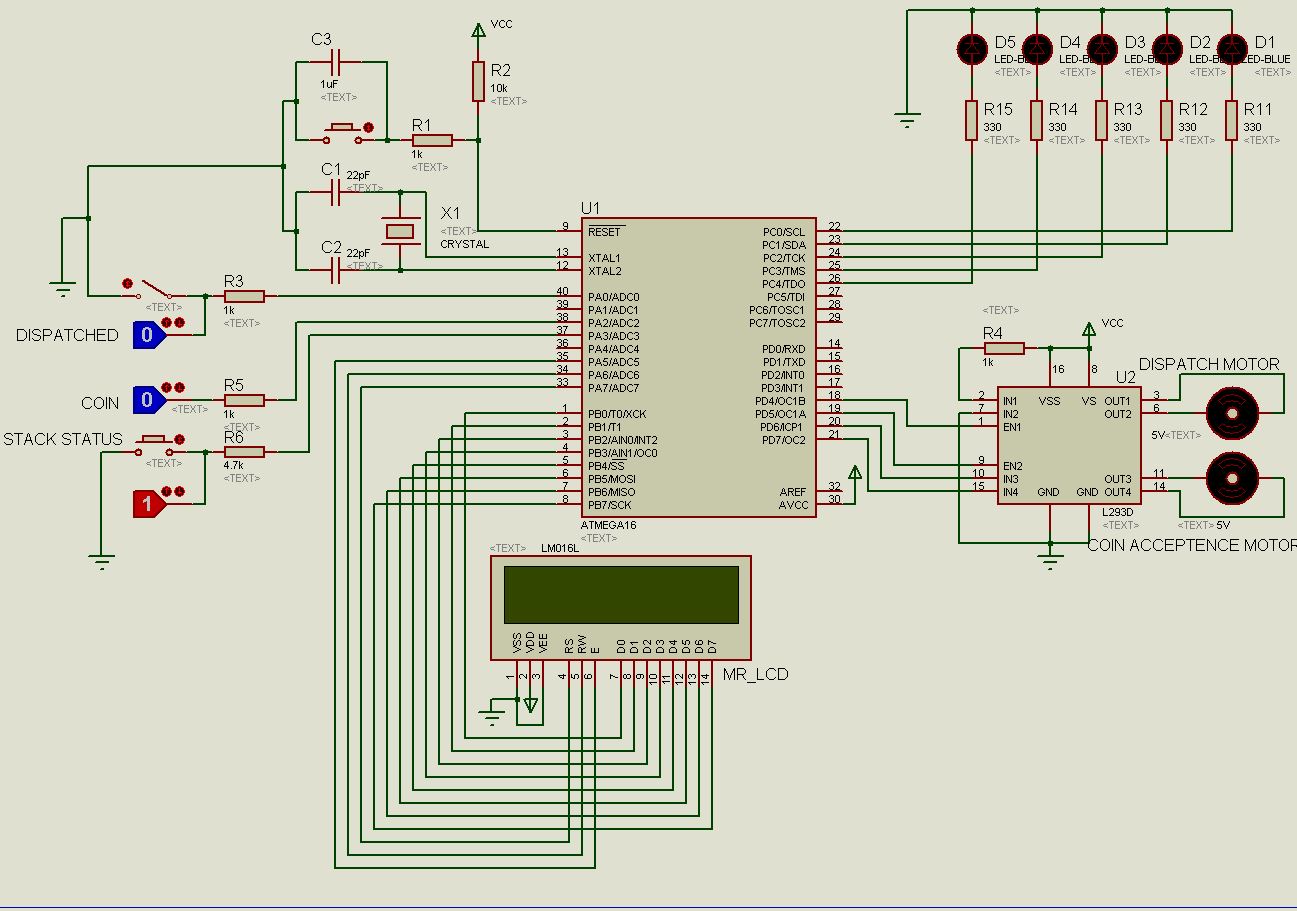 C3
1uF
<TEXT>
VCC
R2
10k
<TEXT>
R1
1k
<TEXT>
C1
22pF
<TEXT>
X1
<TEXT>
CRYSTAL
C2
22pF
<TEXT>
<TEXT>
R3
1k
<TEXT>
DISPATCHED
0
COIN
0
<TEXT>
R5
1k
<TEXT>
STACK STATUS
<TEXT>
R6
4.7k
<TEXT>
1
D5
LED-B
<TEXT>
D4
LED-B
<TEXT>
D3
LED-B
<TEXT>
D2
LED-B
<TEXT>
D1
LED-BLUE
<TEXT>
R15
330
<TEXT>
R14
330
<TEXT>
R13
330
<TEXT>
R12
330
<TEXT>
R11
330
<TEXT>
U1
9 RESET PC0/SCL 22
PC1/SDA 23
13 XTAL1 PC2/TCK 24
12 XTAL2 PC3/TMS 25
PC4/TDO 26
40 PA0/ADC0 PC5/TDI 27
39 PA1/ADC1 PC6/TOSC1 28
38 PA2/ADC2 PC7/TOSC2 29
37 PA3/ADC3
36 PA4/ADC4 PD0/RXD 14
35 PA5/ADC5 PD1/TXD 15
34 PA6/ADC6 PD2/INT0 16
33 PA7/ADC7 PD3/INT1 17
PD4/OC1B 18
1 PB0/T0/XCK PD5/OC1A 19
2 PB1/T1 PD6/ICP1 20
3 PB2/AIN0/INT2 PD7/OC2 21
4 PB3/AIN1/OC0
5 PB4/SS
6 PB5/MOSI
7 PB6/MISO AREF 32
8 PB7/SCK AVCC 30
ATMEGA16
<TEXT>
<TEXT>
R4
1k
VCC
16
8
DISPATCH MOTOR
U2
2 IN1 VSS VS OUT1 3
7 IN2 OUT2 6
1 EN1
5V
<TEXT>
9 EN2
10 IN3 OUT3 11
15 IN4 GND GND OUT4 14
L293D
<TEXT>
<TEXT>
5V
COIN ACCEPTENCE MOTOR
<TEXT>
LM016L
VSS VDD VEE RS RW E D0 D1 D2 D3 D4 D5 D6 D7
1 2 3 4 5 6 7 8 9 10 11 12 13 14
MR_LCD